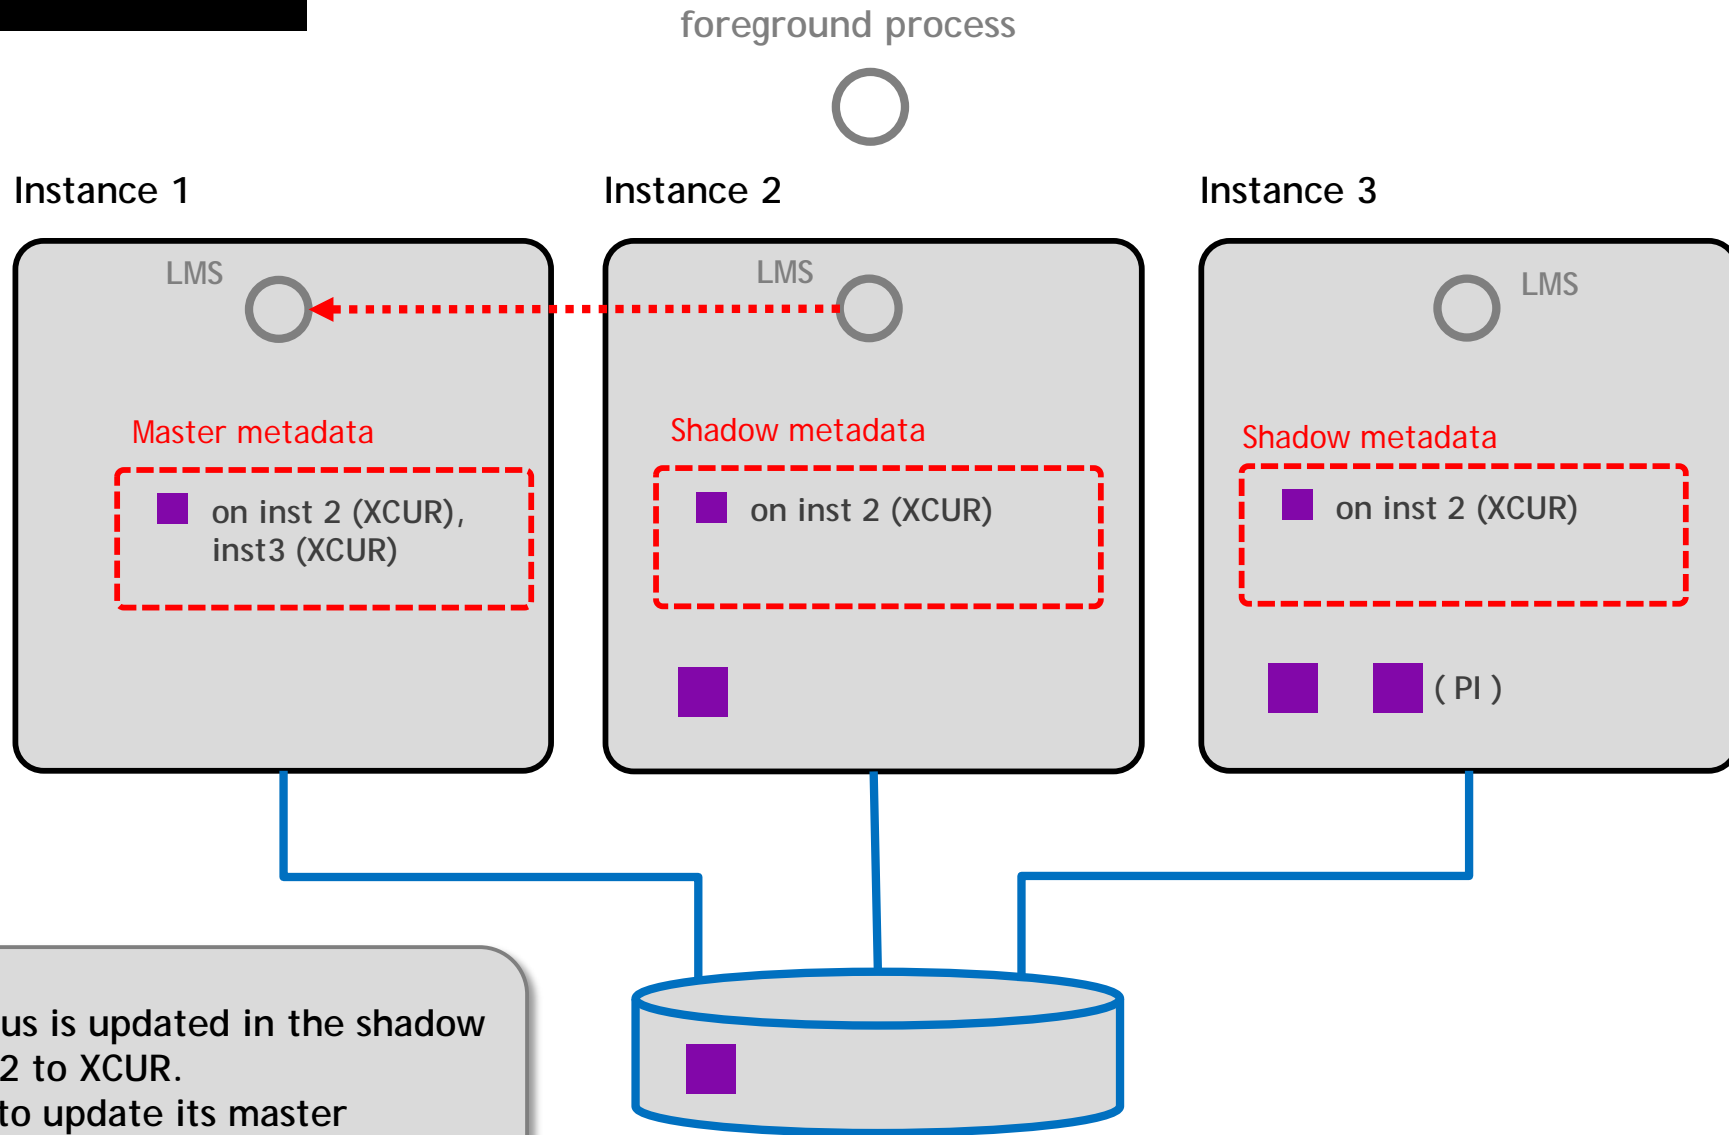 foreground process
Instance 1
Instance 2
Instance 3
LMS
LMS
LMS
Master metadata
on inst 2 (XCUR),
inst3 (XCUR)
Shadow metadata
on inst 2 (XCUR)
Shadow metadata
on inst 2 (XCUR)
( PI )
us is updated in the shadow
2 to XCUR.
to update its master